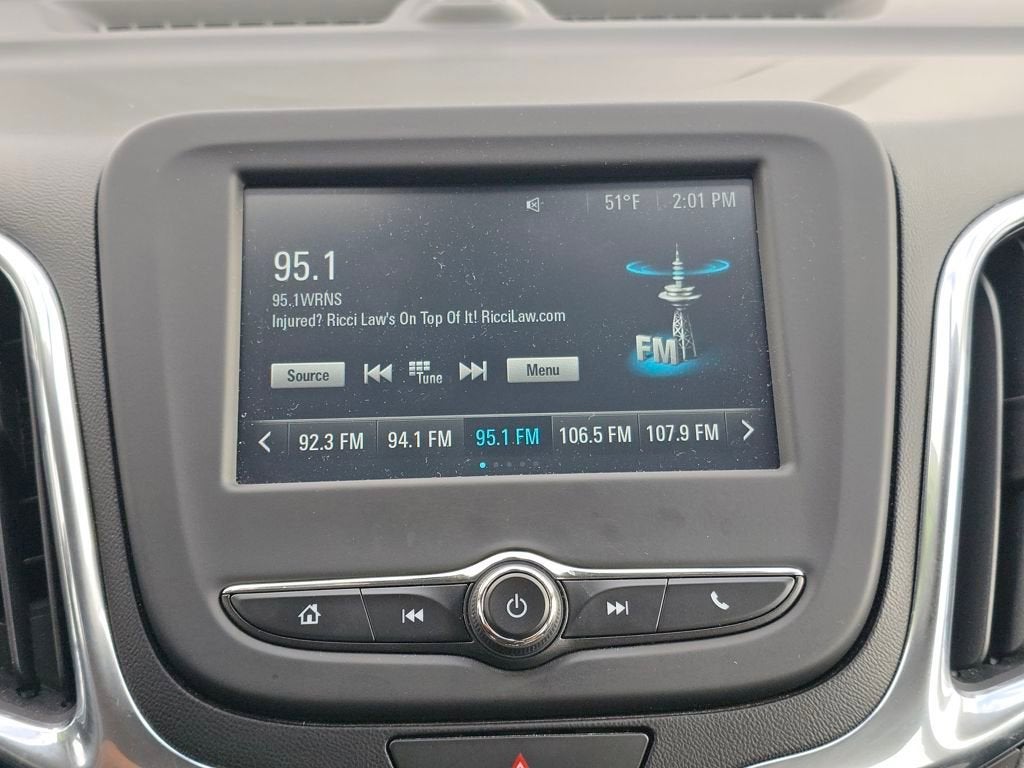 51°F 2:01 PM
95.1
95.1WRNS
Injured? Ricci Law's On Top Of It! RicciLaw.com
FM
Source Tune Menu
92.3 FM 94.1 FM 95.1 FM 106.5 FM 107.9 FM